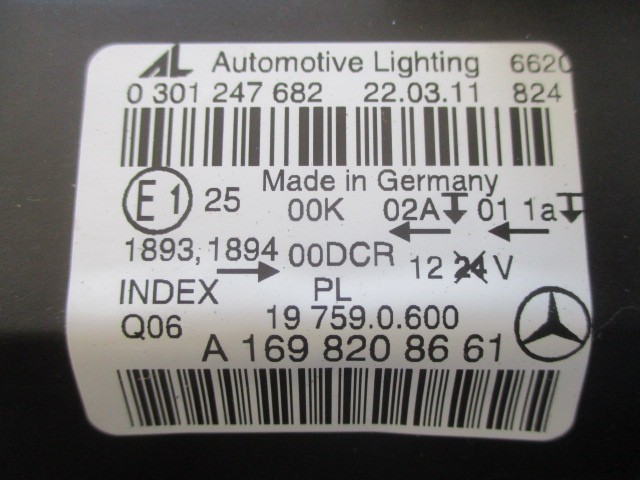 AL Automotive Lighting 6620
0 301 247 682 22.03.11 824
Made in Germany
E1 25 00K 02A 01 1a
1893, 1894 → 00DCR ← ←
12 24 V
INDEX PL
Q06 19 759.0.600
A 169 820 86 61